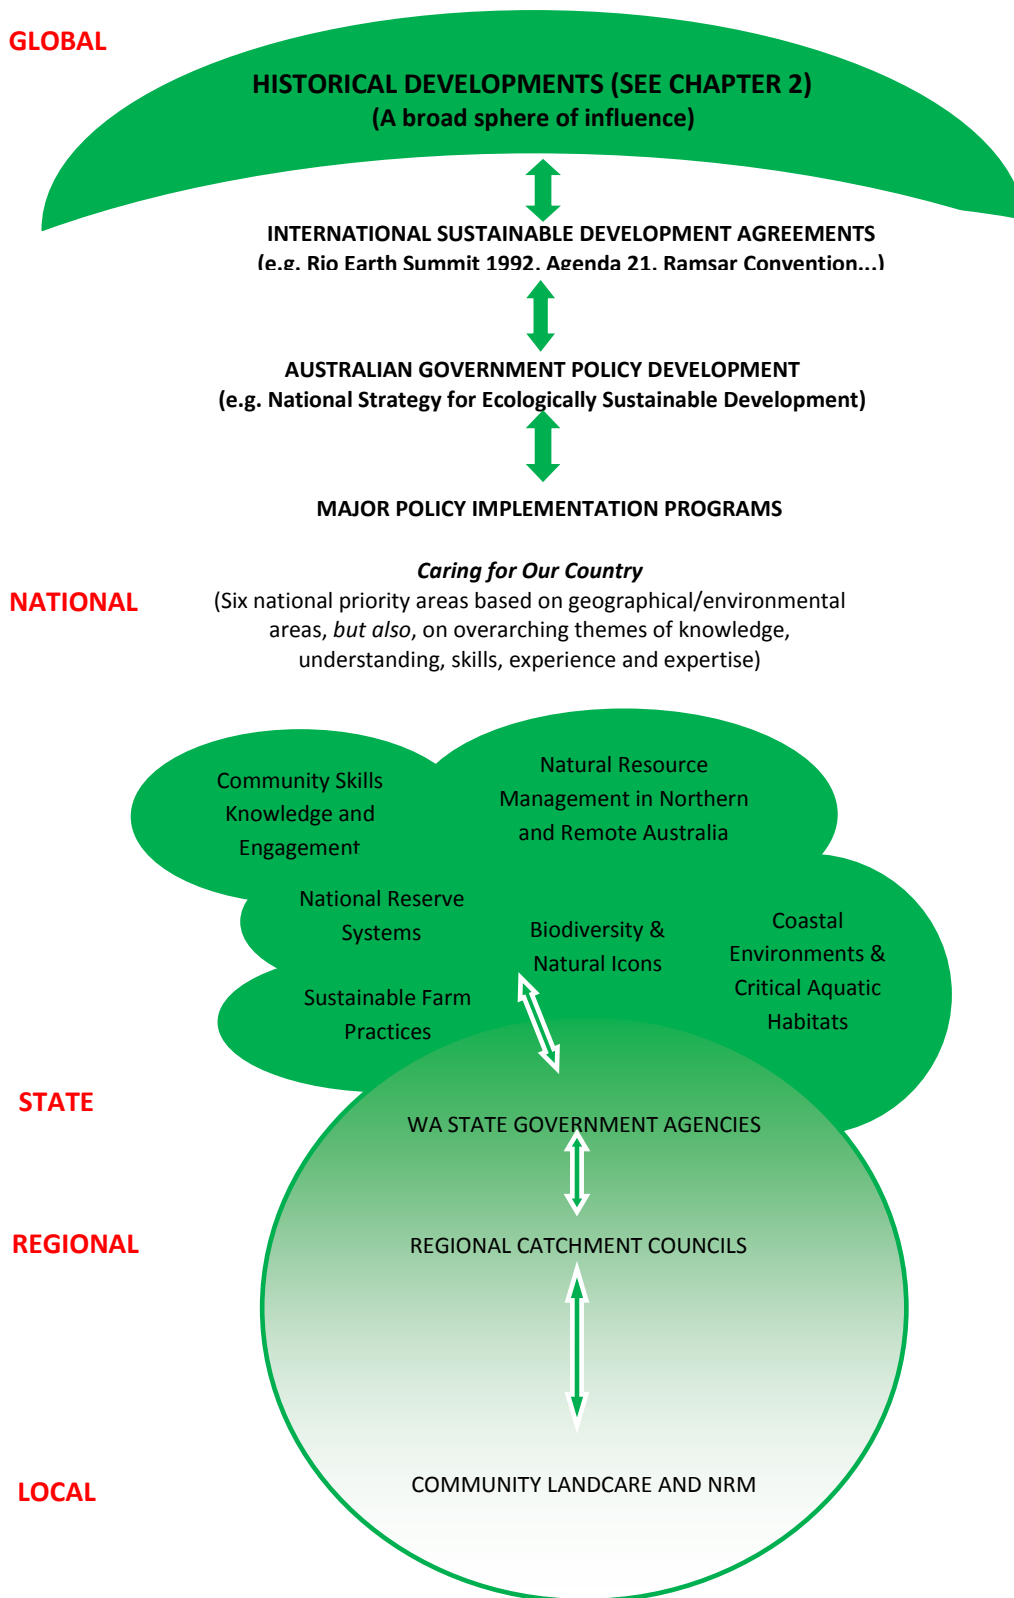 GLOBAL
HISTORICAL DEVELOPMENTS (SEE CHAPTER 2)
(A broad sphere of influence)
INTERNATIONAL SUSTAINABLE DEVELOPMENT AGREEMENTS
(e.g. Rio Earth Summit 1992, Agenda 21, Ramsar Convention...)
AUSTRALIAN GOVERNMENT POLICY DEVELOPMENT
(e.g. National Strategy for Ecologically Sustainable Development)
MAJOR POLICY IMPLEMENTATION PROGRAMS
Caring for Our Country
NATIONAL
(Six national priority areas based on geographical/environmental
areas, but also, on overarching themes of knowledge,
understanding, skills, experience and expertise)
Community Skills
Knowledge and
Engagement
Natural Resource
Management in Northern
and Remote Australia
National Reserve
Systems
Biodiversity &
Natural Icons
Coastal
Environments &
Critical Aquatic
Habitats
Sustainable Farm
Practices
STATE
WA STATE GOVERNMENT AGENCIES
REGIONAL
REGIONAL CATCHMENT COUNCILS
LOCAL
COMMUNITY LANDCARE AND NRM